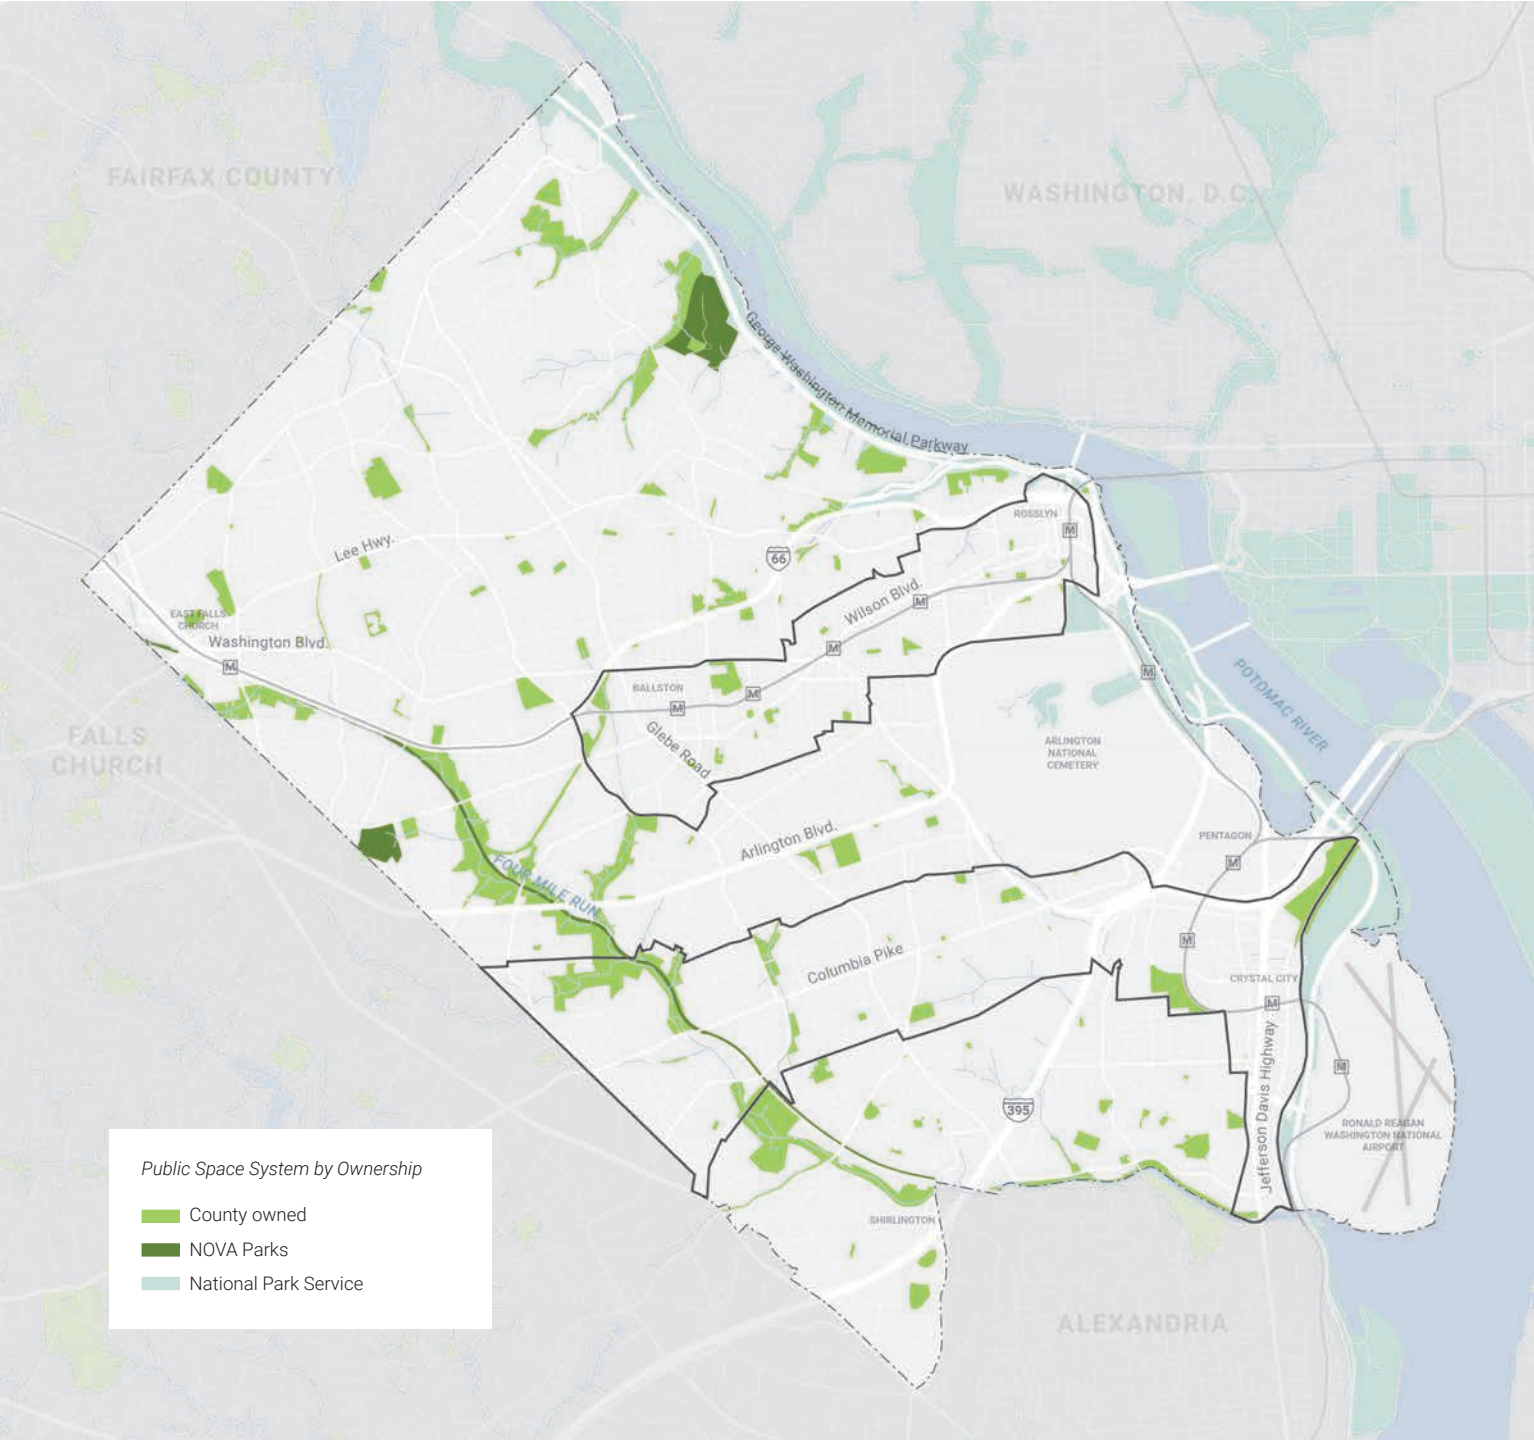 FAIRFAX COUNTY
WASHINGTON, D.C.
George Washington Memorial Parkway
ROSSLYN
M
Lee Hwy.
66
Wilson Blvd.
M
EAST FALLS
CHURCH
Washington Blvd.
M
M
BALLSTON
M
M
M
POTOMAC RIVER
FALLS
CHURCH
Glebe Road
ARLINGTON
NATIONAL
CEMETERY
Arlington Blvd.
PENTAGON
M
FOUR MILE RUN
M
Columbia Pike
CRYSTAL CITY
M
Jefferson Davis Highway
M
395
RONALD REAGAN
WASHINGTON NATIONAL
AIRPORT
SHIRLINGTON
ALEXANDRIA
Public Space System by Ownership
County owned
NOVA Parks
National Park Service